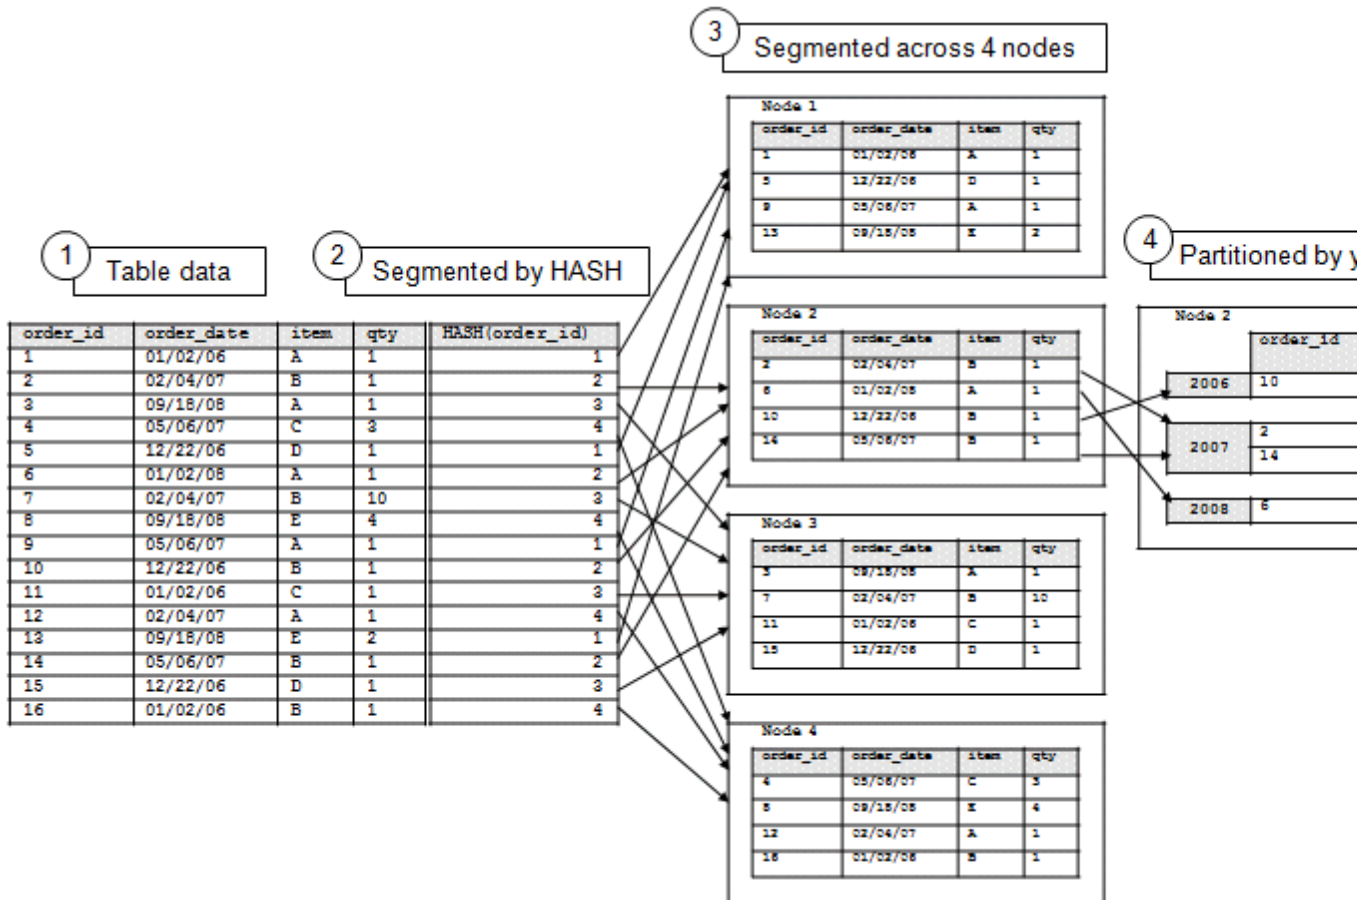 3
Segmented across 4 nodes
1
Table data
2
Segmented by HASH
4
Partitioned by y
order_id order_date item qty HASH(order_id)
1 01/02/06 A 1 1
2 02/04/07 B 1 2
3 09/18/08 A 1 3
4 05/06/07 C 3 4
5 12/22/06 D 1 1
6 01/02/08 A 1 2
7 02/04/07 B 10 3
8 09/18/08 E 4 4
9 05/06/07 A 1 1
10 12/22/06 B 1 2
11 01/02/06 C 1 3
12 02/04/07 A 1 4
13 09/18/08 E 2 1
14 05/06/07 B 1 2
15 12/22/06 D 1 3
16 01/02/06 B 1 4
Node 1
order_id order_date item qty
1 01/02/06 A 1
5 12/22/06 D 1
9 05/06/07 A 1
13 09/18/08 E 2
Node 2
order_id order_date item qty
2 02/04/07 B 1
6 01/02/08 A 1
10 12/22/06 B 1
14 05/06/07 B 1
Node 3
order_id order_date item qty
3 09/18/08 A 1
7 02/04/07 B 10
11 01/02/06 C 1
15 12/22/06 D 1
Node 4
order_id order_date item qty
4 05/06/07 C 3
8 09/18/08 E 4
12 02/04/07 A 1
16 01/02/06 B 1
Node 2
order_id
2006 10
2007 2
14
2008 6